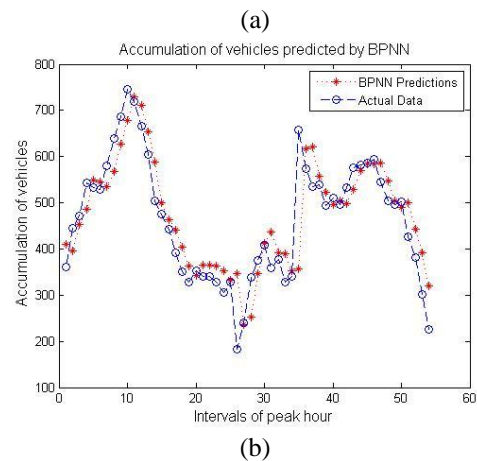 (a)
Accumulation of vehicles predicted by BPNN
BPNN Predictions
Actual Data
Accumulation of vehicles
800
700
600
500
400
300
200
100
0
10
20
30
40
50
60
Intervals of peak hour
(b)